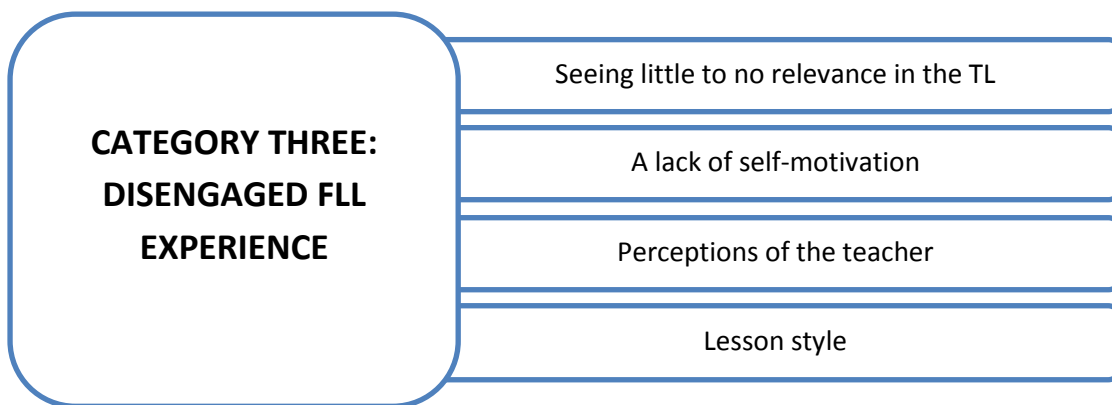 CATEGORY THREE:
DISENGAGED FLL
EXPERIENCE
Seeing little to no relevance in the TL
A lack of self-motivation
Perceptions of the teacher
Lesson style